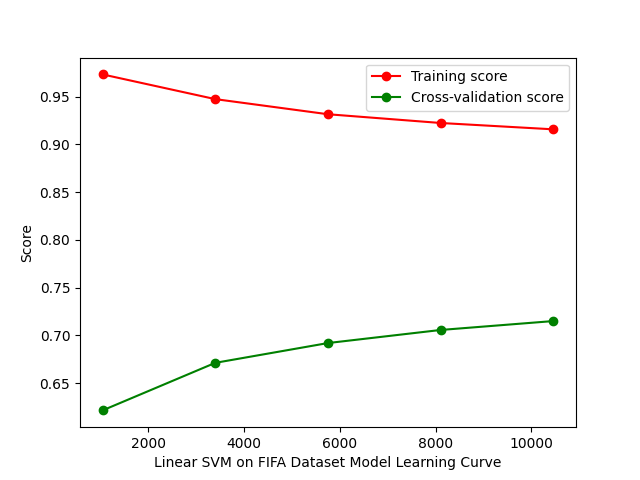 Training score
Cross-validation score
0.95
0.90
0.85
0.80
0.75
0.70
0.65
Score
2000 4000 6000 8000 10000
Linear SVM on FIFA Dataset Model Learning Curve